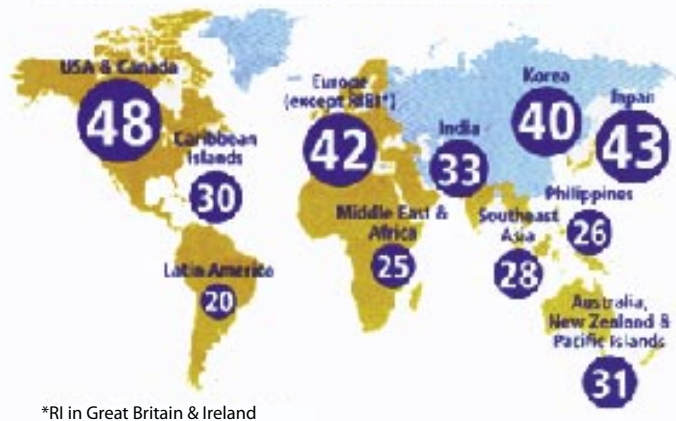 USA & Canada
48
Caribbean
Islands
30
Latin America
20
Europe
(except RIBI*)
42
Middle East &
Africa
25
India
33
Korea
40
Japan
43
Philippines
26
Southeast
Asia
28
Australia,
New Zealand &
Pacific Islands
31
*RI in Great Britain & Ireland